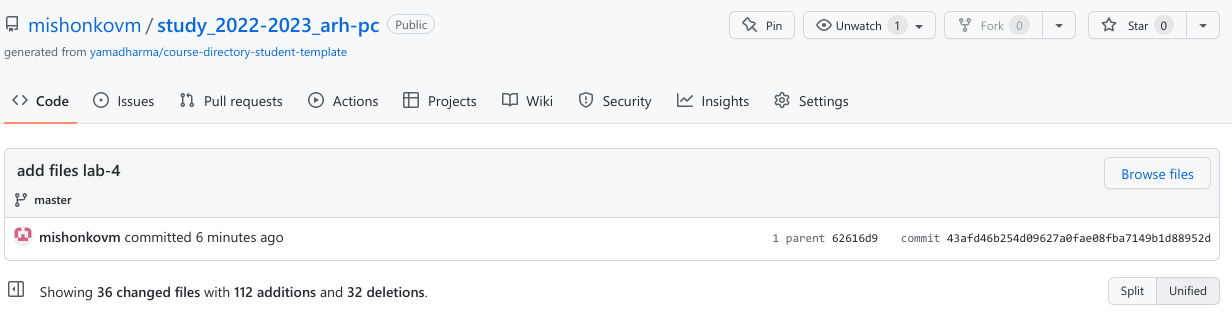 mishonkovm / study_2022-2023_arh-pc Public Pin Unwatch 1 Fork 0 Star 0
generated from yamadharma/course-directory-student-template
Code Issues Pull requests Actions Projects Wiki Security Insights Settings
add files lab-4 Browse files
master
mishonkovm committed 6 minutes ago 1 parent 62616d9 commit 43afd46b254d09627a0fae08fba7149b1d88952d
Showing 36 changed files with 112 additions and 32 deletions. Split Unified